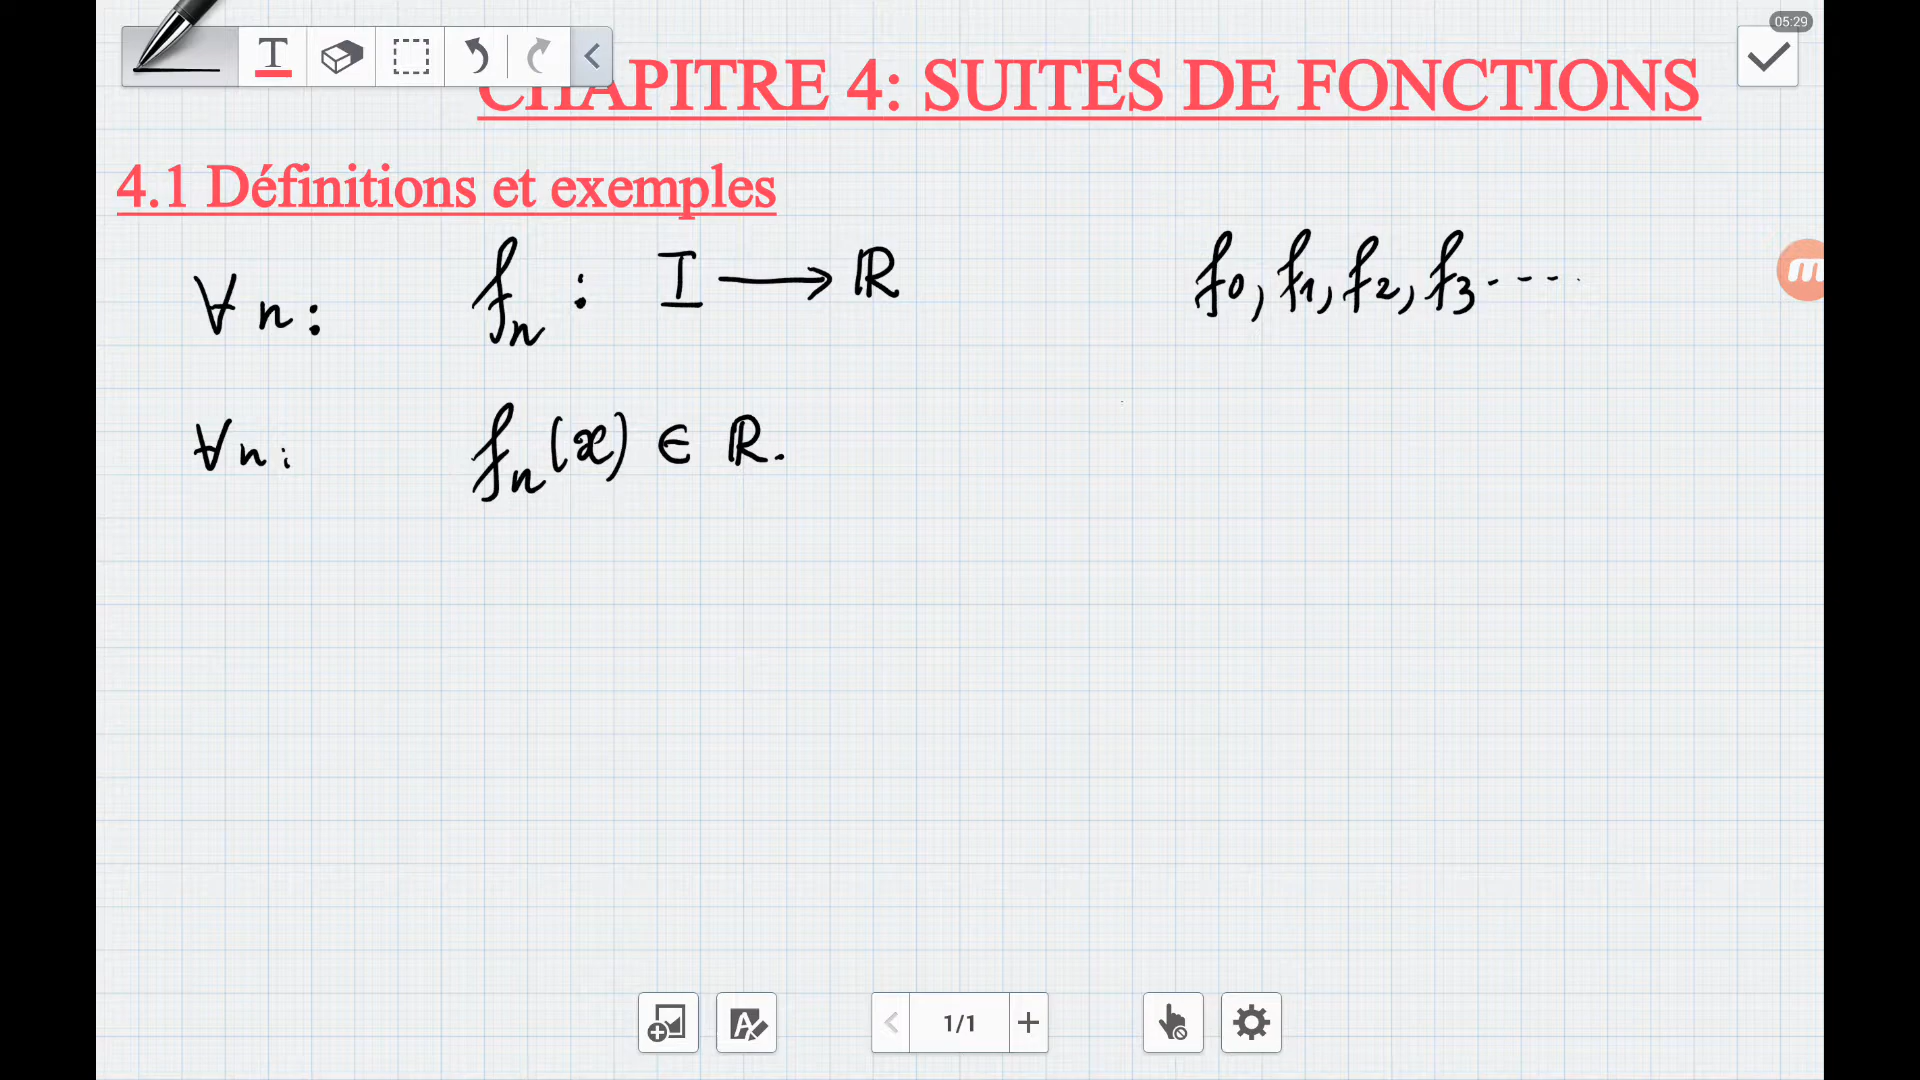 05:29
T
CHAPITRE 4: SUITES DE FONCTIONS
4.1 Définitions et exemples
∀n: fₙ : I ⟶ ℝ f₀, f₁, f₂, f₃ ----
∀n: fₙ(x) ∈ ℝ.
1/1